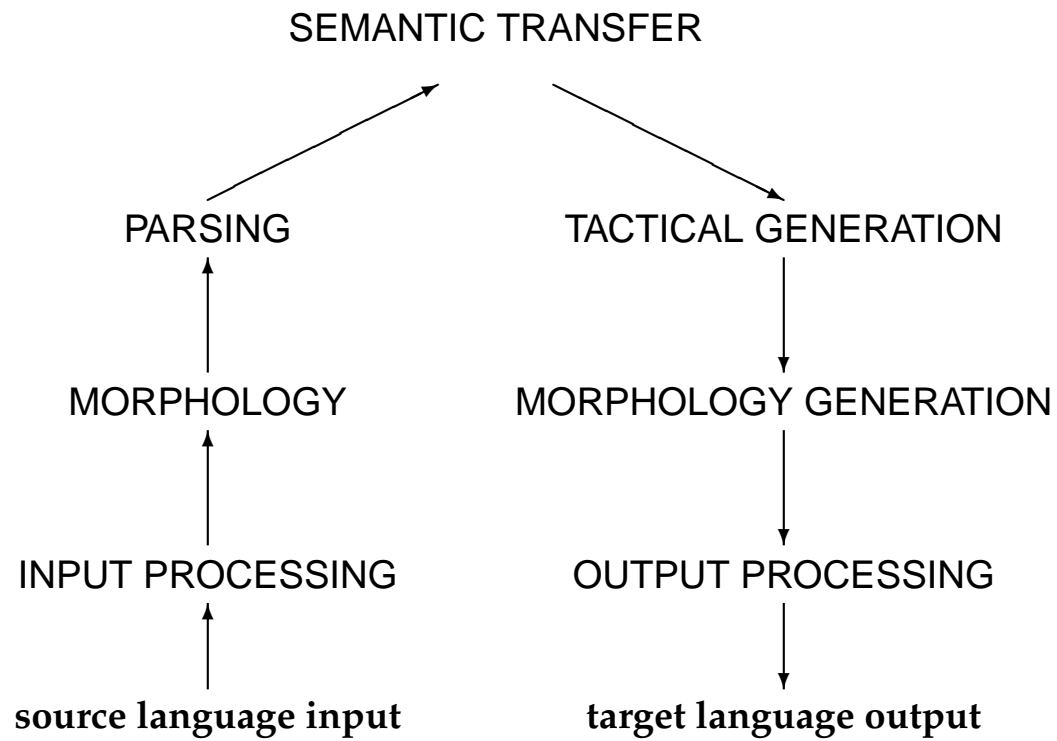 SEMANTIC TRANSFER
PARSING
TACTICAL GENERATION
MORPHOLOGY
MORPHOLOGY GENERATION
INPUT PROCESSING
OUTPUT PROCESSING
source language input
target language output